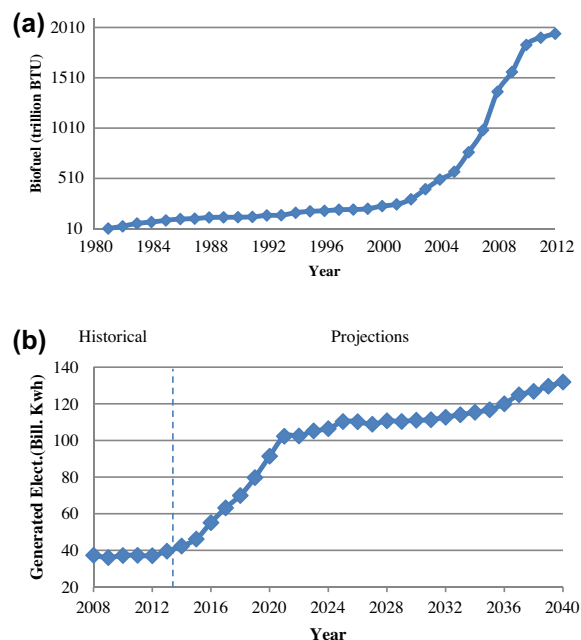 (a)
Biofuel (trillion BTU)
2010
1510
1010
510
10
1980 1984 1988 1992 1996 2000 2004 2008 2012
Year
(b)
Historical Projections
Generated Elect.(Bill. Kwh)
140
120
100
80
60
40
20
2008 2012 2016 2020 2024 2028 2032 2036 2040
Year